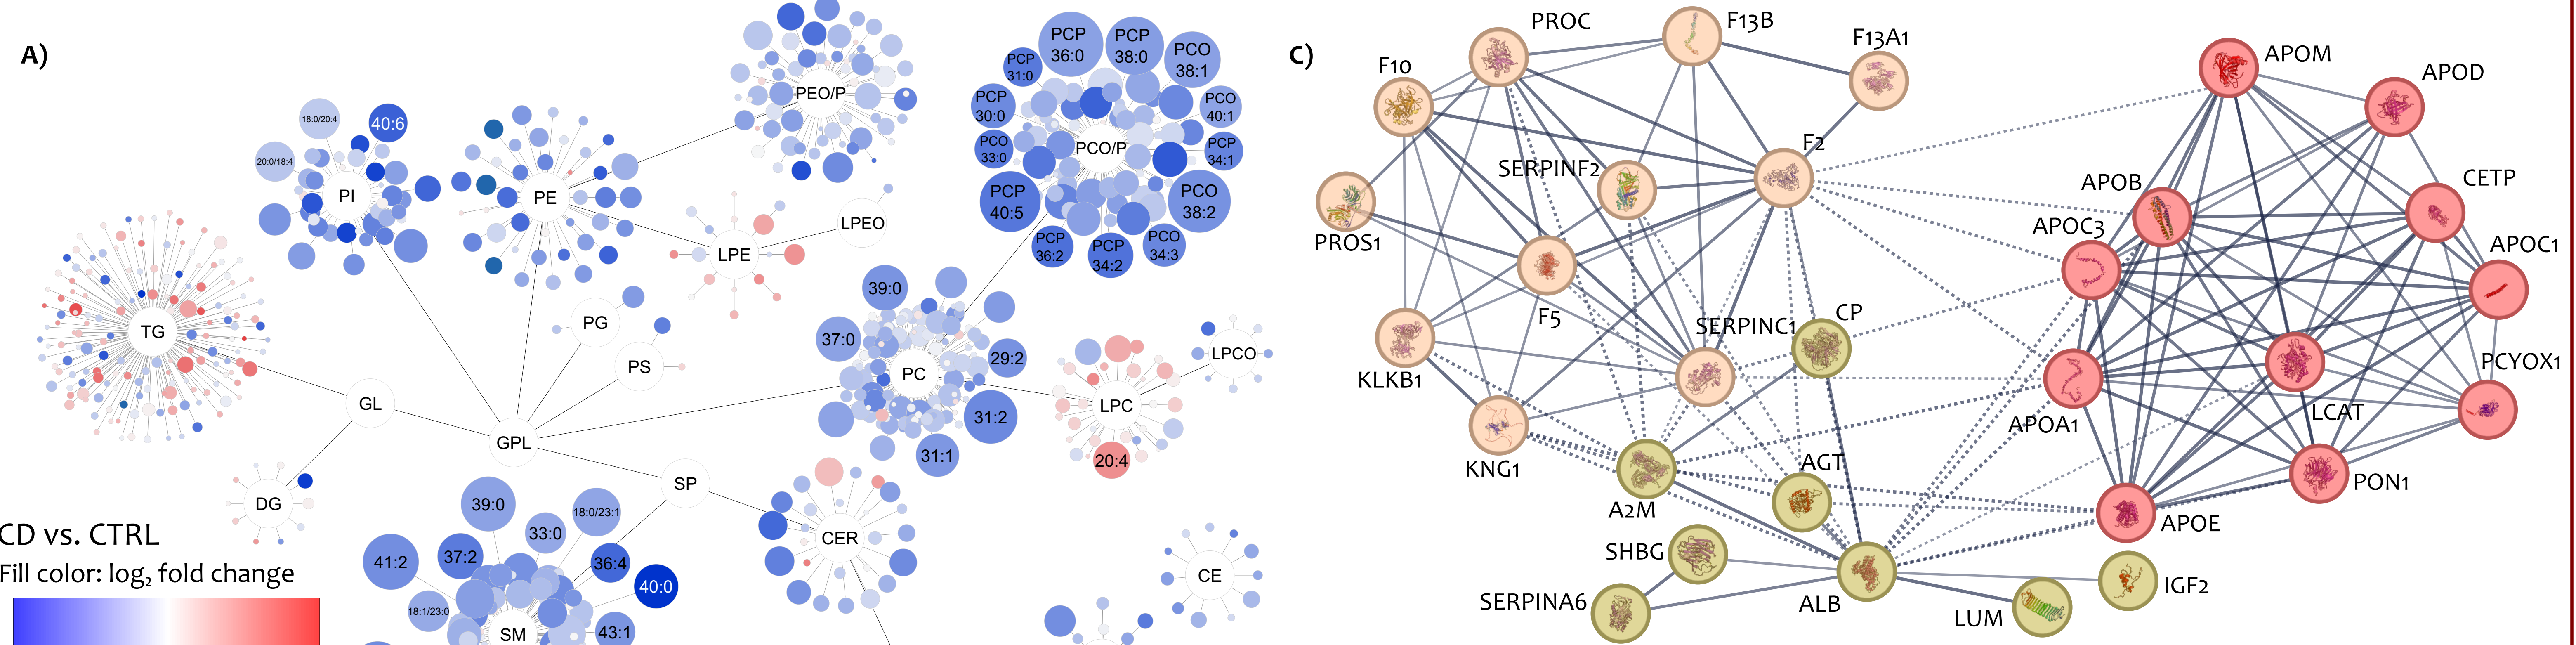 A)
18:0/20:4
40:6
20:0/18:4
PI
PE
PEO/P
PCP
36:0
PCP
38:0
PCO
38:1
PCP
31:0
PCP
30:0
PCO
40:1
PCO
33:0
PCO/P
PCP
34:1
PCP
40:5
PCO
38:2
PCP
36:2
PCP
34:2
PCO
34:3
LPE
LPEO
TG
PG
PS
39:0
37:0
29:2
PC
31:2
31:1
LPC
LPCO
20:4
GL
GPL
SP
DG
CER
CE
39:0
33:0
18:0/23:1
41:2
37:2
36:4
40:0
18:1/23:0
SM
43:1
CD vs. CTRL
Fill color: log₂ fold change
C)
PROC
F13B
F13A1
F10
F2
SERPINF2
PROS1
F5
KLKB1
SERPINC1
CP
KNG1
A2M
AGT
SHBG
SERPINA6
ALB
LUM
IGF2
APOM
APOD
APOB
CETP
APOC3
APOC1
PCYOX1
LCAT
APOA1
PON1
APOE